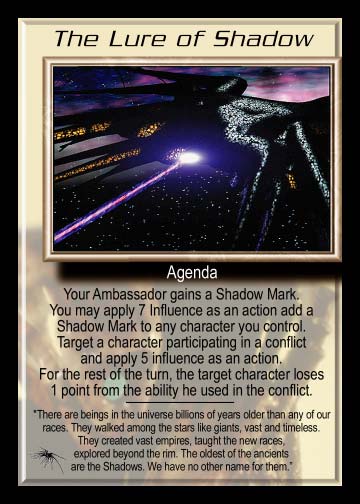 The Lure of Shadow
Agenda
Your Ambassador gains a Shadow Mark.
You may apply 7 Influence as an action add a
Shadow Mark to any character you control.
Target a character participating in a conflict
and apply 5 influence as an action.
For the rest of the turn, the target character loses
1 point from the ability he used in the conflict.
"There are beings in the universe billions of years older than any of our
races. They walked among the stars like giants, vast and timeless.
They created vast empires, taught the new races,
explored beyond the rim. The oldest of the ancients
are the Shadows. We have no other name for them."